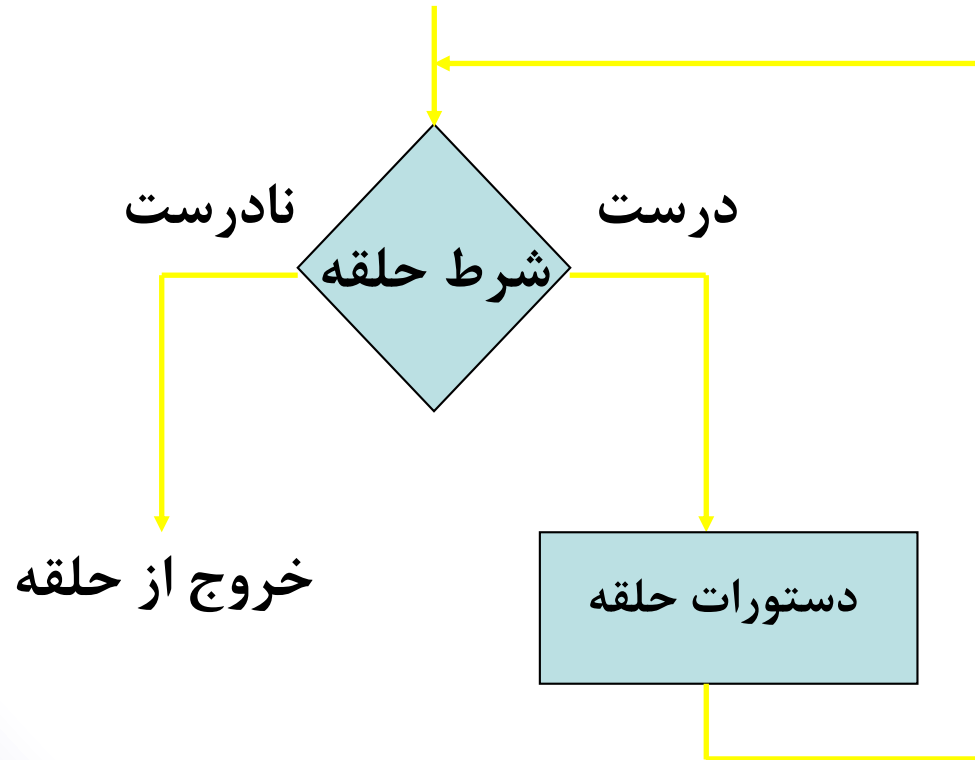 درست
نادرست
شرط حلقه
خروج از حلقه
دستورات حلقه